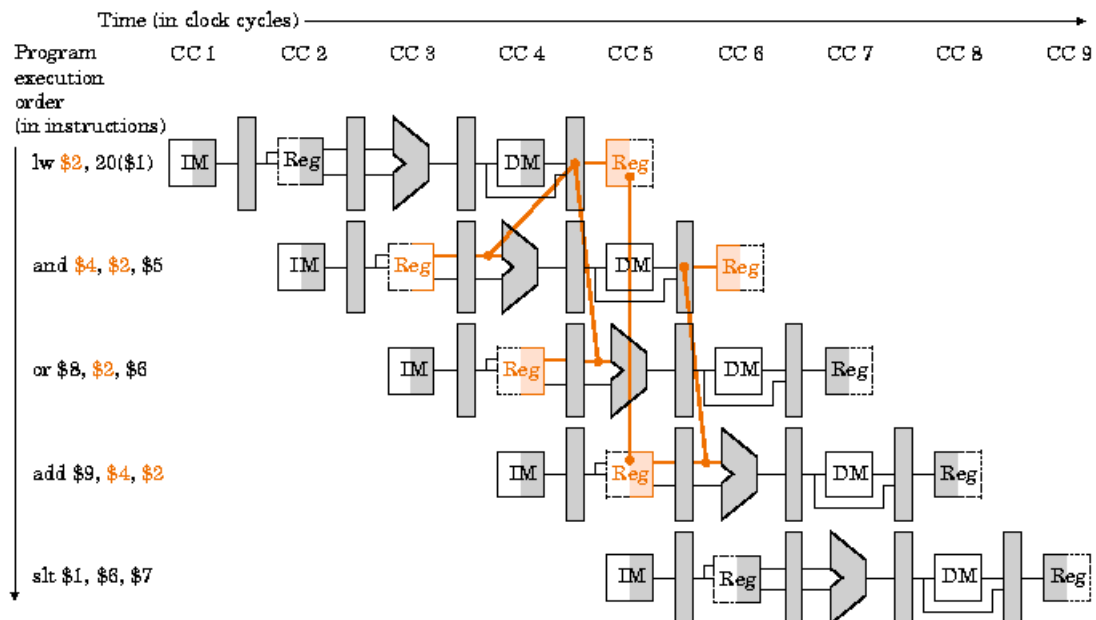 Time (in clock cycles)
CC 1 CC 2 CC 3 CC 4 CC 5 CC 6 CC 7 CC 8 CC 9
Program
execution
order
(in instructions)
lw $2, 20($1) IM Reg DM Reg
and $4, $2, $5 IM Reg DM Reg
or $8, $2, $6 IM Reg DM Reg
add $9, $4, $2 IM Reg DM Reg
slt $1, $6, $7 IM Reg DM Reg